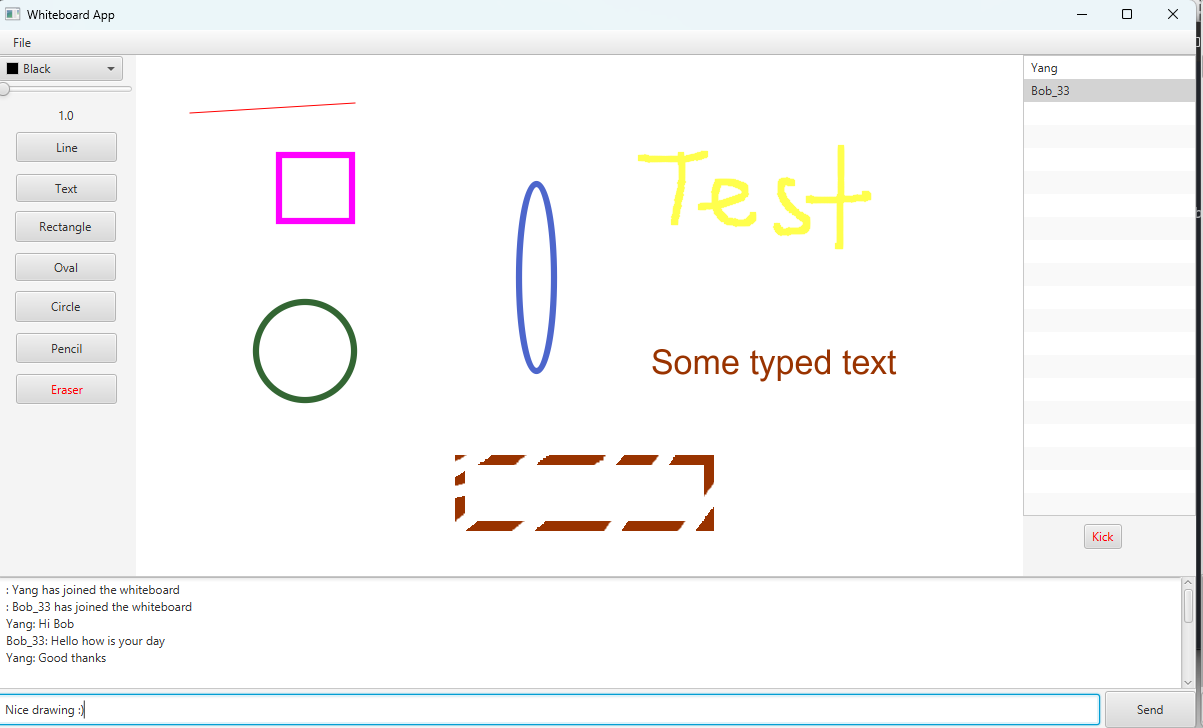 Whiteboard App
File
Black
1.0
Line
Text
Rectangle
Oval
Circle
Pencil
Eraser
Test
Some typed text
Yang
Bob_33
Kick
: Yang has joined the whiteboard
: Bob_33 has joined the whiteboard
Yang: Hi Bob
Bob_33: Hello how is your day
Yang: Good thanks
Nice drawing :)
Send